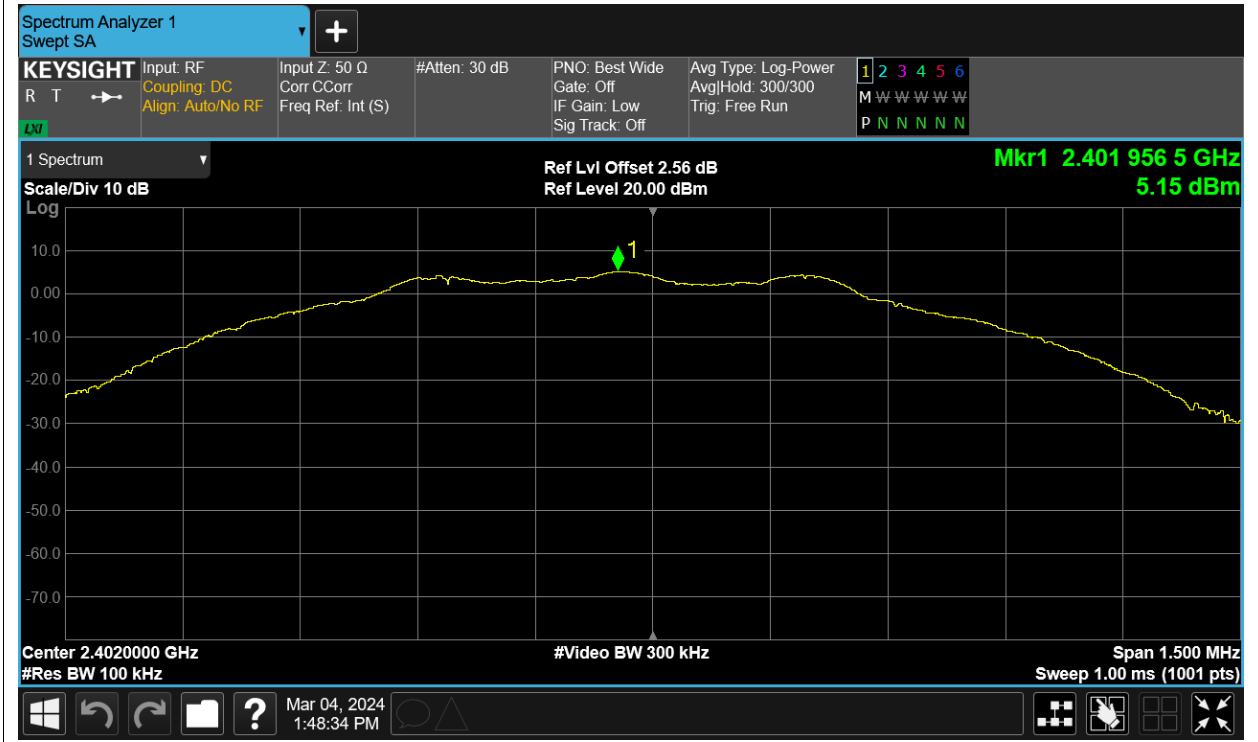 Spectrum Analyzer 1
Swept SA
▼
+
KEYSIGHT
R T
LXI
Input: RF
Coupling: DC
Align: Auto/No RF
Input Z: 50 Ω
Corr CCorr
Freq Ref: Int (S)
#Atten: 30 dB
PNO: Best Wide
Gate: Off
IF Gain: Low
Sig Track: Off
Avg Type: Log-Power
Avg|Hold: 300/300
Trig: Free Run
1 2 3 4 5 6
M W W W W W
P N N N N N
1 Spectrum ▼
Scale/Div 10 dB
Log
Ref Lvl Offset 2.56 dB
Ref Level 20.00 dBm
Mkr1 2.401 956 5 GHz
5.15 dBm
1
10.0
0.00
-10.0
-20.0
-30.0
-40.0
-50.0
-60.0
-70.0
Center 2.4020000 GHz
#Video BW 300 kHz
Span 1.500 MHz
#Res BW 100 kHz
Sweep 1.00 ms (1001 pts)
?
Mar 04, 2024
1:48:34 PM